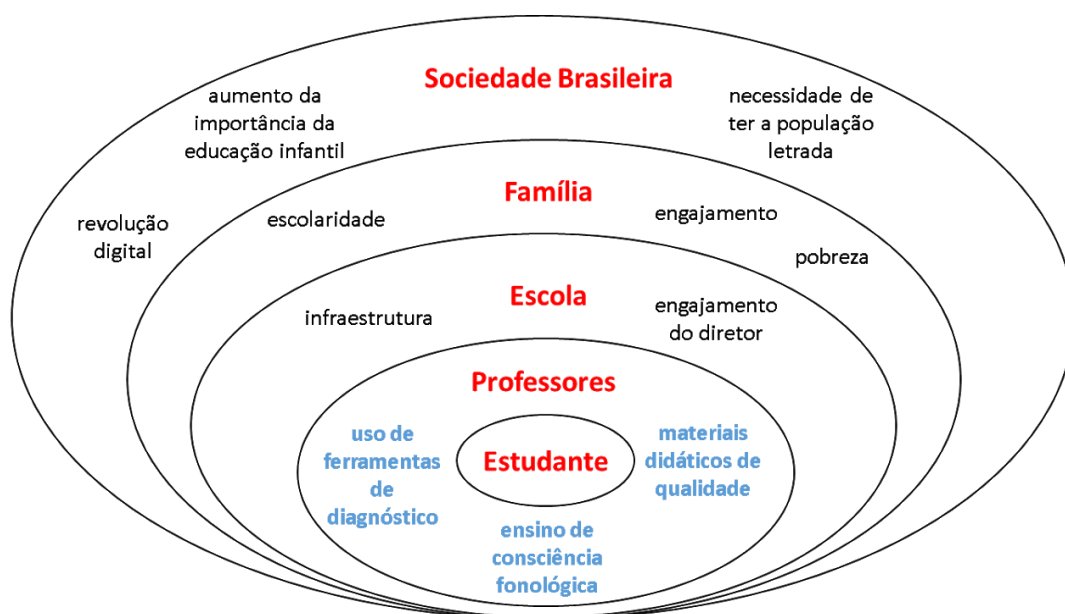 Sociedade Brasileira
aumento da
importância da
educação infantil
necessidade de
ter a população
letrada
revolução
digital
Família
escolaridade
engajamento
pobreza
Escola
infraestrutura
engajamento
do diretor
Professores
uso de
ferramentas
de
diagnóstico
Estudante
materiais
didáticos de
qualidade
ensino de
consciência
fonológica